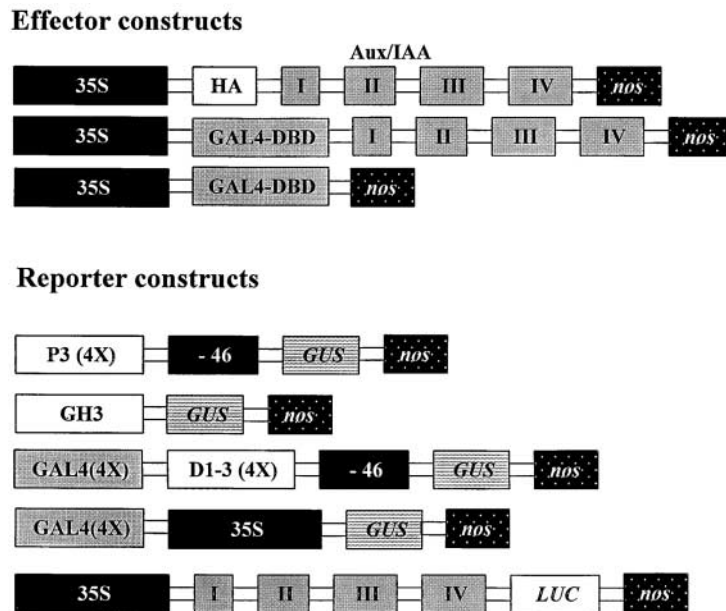 Effector constructs
Aux/IAA
35S HA I II III IV nos
35S GAL4-DBD I II III IV nos
35S GAL4-DBD nos
Reporter constructs
P3 (4X) - 46 GUS nos
GH3 GUS nos
GAL4(4X) D1-3 (4X) - 46 GUS nos
GAL4(4X) 35S GUS nos
35S I II III IV LUC nos